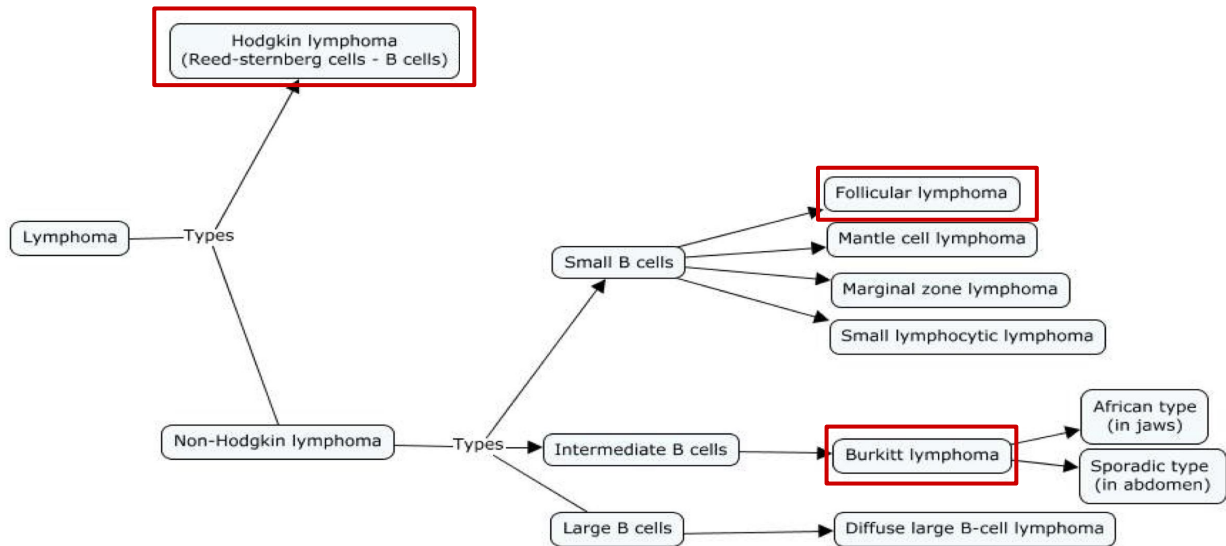 Hodgkin lymphoma
(Reed-sternberg cells - B cells)
Lymphoma
Types
Follicular lymphoma
Mantle cell lymphoma
Small B cells
Marginal zone lymphoma
Small lymphocytic lymphoma
Non-Hodgkin lymphoma
Types
Intermediate B cells
Burkitt lymphoma
African type
(in jaws)
Sporadic type
(in abdomen)
Large B cells
Diffuse large B-cell lymphoma